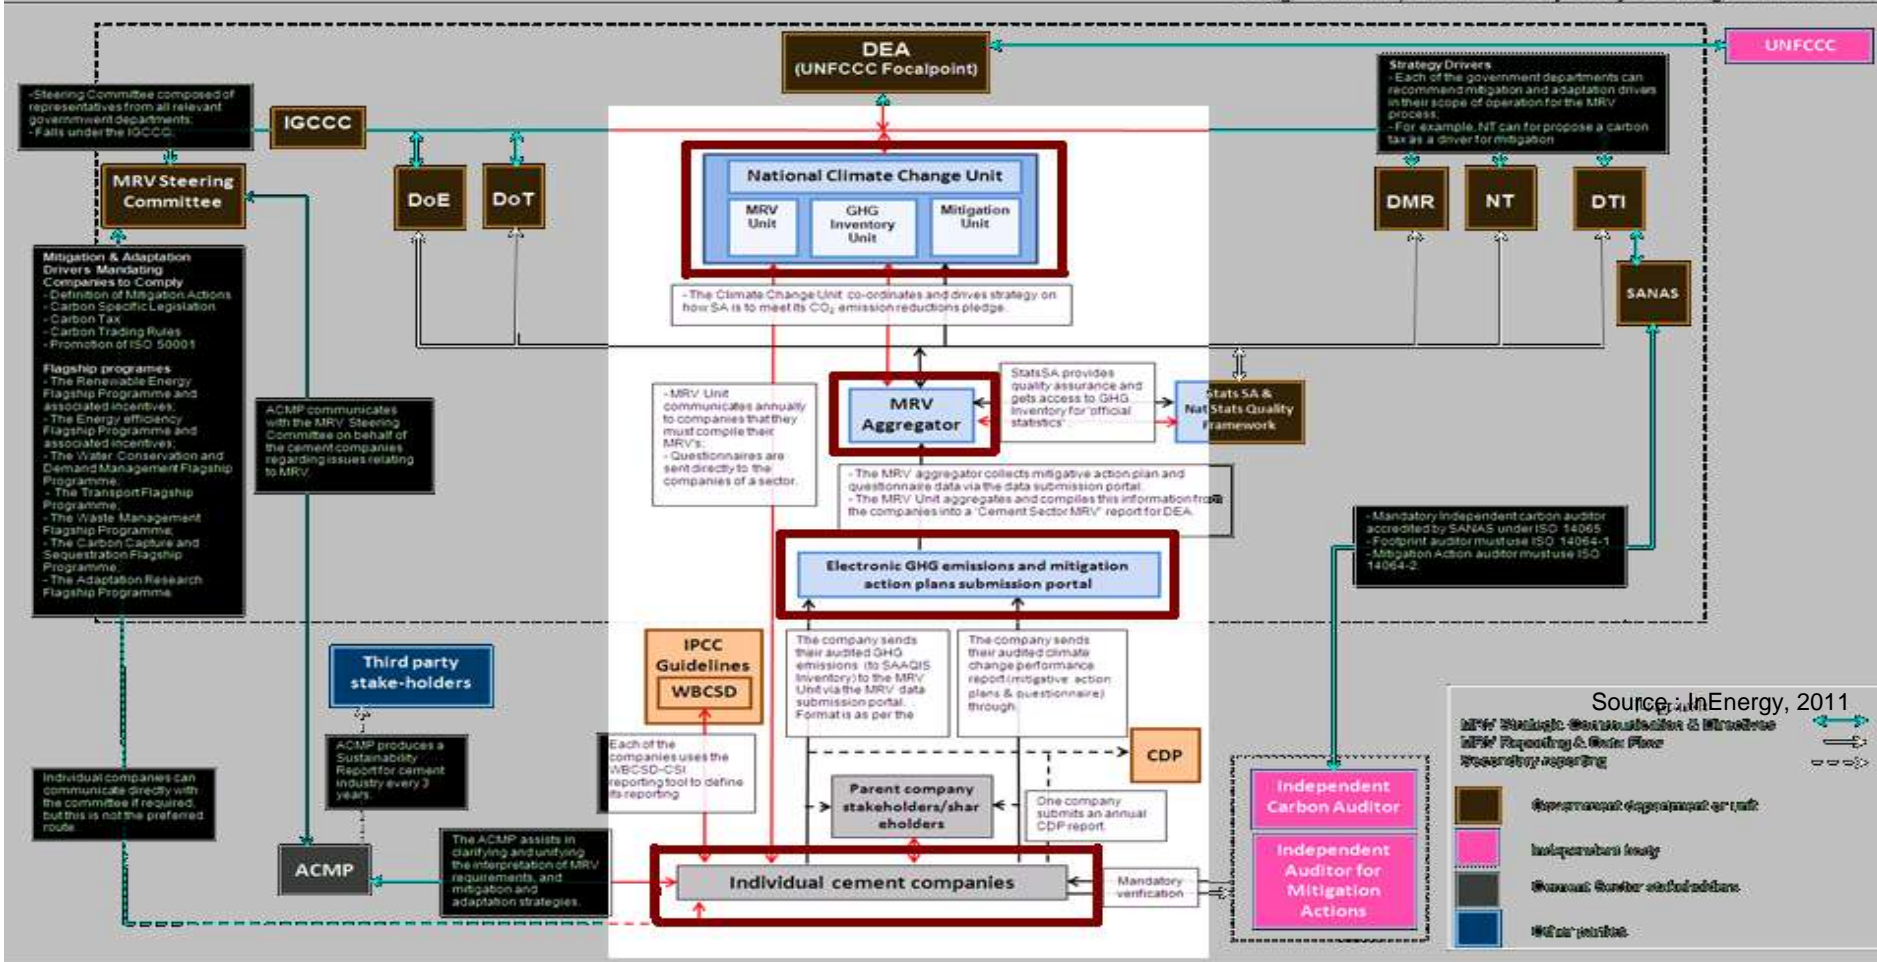 DEA
(UNFCCC Focalpoint)
UNFCCC
-Steering Committee composed of
representatives from all relevant
governmwent departments;
- Falls under the IGCCC;
IGCCC
Strategy Drivers
- Each of the government departments can
recommend mitigation and adaptation drivers
in their scope of operation for the MRV
process;
- For example, NT can for propose a carbon
tax as a driver for mitigation
MRV Steering
Committee
DoE
DoT
National Climate Change Unit
MRV
Unit
GHG
Inventory
Unit
Mitigation
Unit
DMR
NT
DTI
SANAS
Mitigation & Adaptation
Drivers Mandating
Companies to Comply
- Definition of Mitigation Actions
- Carbon Specific Legislation
- Carbon Tax
- Carbon Trading Rules
- Promotion of ISO 50001
Flagship programes
- The Renewable Energy
Flagship Programme and
associated incentives;
- The Energy efficiency
Flagship Programme and
associated incentives;
- The Water Conservation and
Demand Management Flagship
Programme;
- The Transport Flagship
Programme;
- The Waste Management
Flagship Programme;
- The Carbon Capture and
Sequestration Flagship
Programme;
- The Adaptation Research
Flagship Programme
- The Climate Change Unit co-ordinates and drives strategy on
how SA is to meet its CO₂ emission reductions pledge.
ACMP communicates
with the MRV Steering
Committee on behalf of
the cement companies
regarding issues relating
to MRV.
- MRV Unit
communicates annually
to companies that they
must compile their
MRV's;
- Questionnaires are
sent directly to the
companies of a sector.
MRV
Aggregator
StatsSA provides
quality assurance and
gets access to GHG
Inventory for 'official
statistics'
Stats SA &
Nat Stats Quality
Framework
- The MRV aggregator collects mitigative action plan and
questionnaire data via the data submission portal.
- The MRV Unit aggregates and compiles this information from
the companies into a 'Cement Sector MRV' report for DEA.
- Mandatory Independent carbon auditor
accredited by SANAS under ISO 14065
- Footprint auditor must use ISO 14064-1
- Mitigation Action auditor must use ISO
14064-2.
Electronic GHG emissions and mitigation
action plans submission portal
Third party
stake-holders
IPCC
Guidelines
WBCSD
The company sends
their audited GHG
emissions (to SAAQIS
Inventory) to the MRV
Unit via the MRV data
submission portal.
Format is as per the
The company sends
their audited climate
change performance
report (mitigative action
plans & questionnaire)
through.
ACMP produces a
Sustainability
Report for cement
industry every 3
years.
Each of the
companies uses the
WBCSD-CSI
reporting tool to define
its reporting
CDP
Individual companies can
communicate directly with
the committee if required,
but this is not the preferred
route.
Parent company
stakeholders/shar
eholders
One company
submits an annual
CDP report.
ACMP
The ACMP assists in
clarifying and unifying
the interpretation of MRV
requirements, and
mitigation and
adaptation strategies.
Individual cement companies
Mandatory
verification
Independent
Carbon Auditor
Independent
Auditor for
Mitigation
Actions
Source : InEnergy, 2011
MRV Strategic Communication & Directives
MRV Reporting & Data Flow
Secondary reporting
Government department or unit
Independent body
Cement Sector stakeholders
Other parties